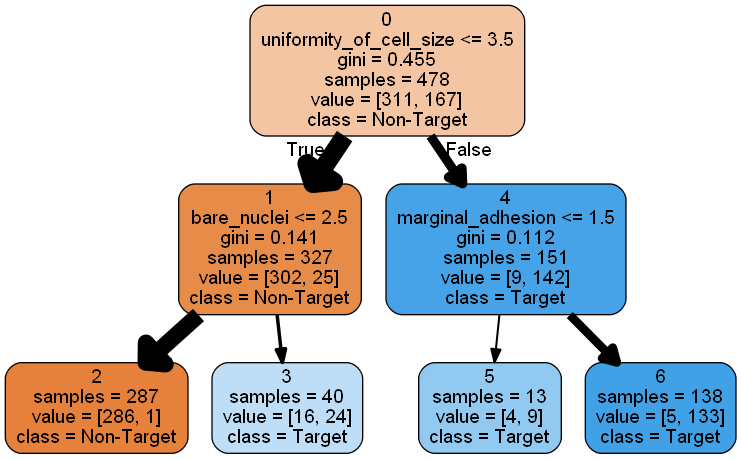 0
uniformity_of_cell_size <= 3.5
gini = 0.455
samples = 478
value = [311, 167]
class = Non-Target
True
False
1
bare_nuclei <= 2.5
gini = 0.141
samples = 327
value = [302, 25]
class = Non-Target
4
marginal_adhesion <= 1.5
gini = 0.112
samples = 151
value = [9, 142]
class = Target
2
samples = 287
value = [286, 1]
class = Non-Target
3
samples = 40
value = [16, 24]
class = Target
5
samples = 13
value = [4, 9]
class = Target
6
samples = 138
value = [5, 133]
class = Target